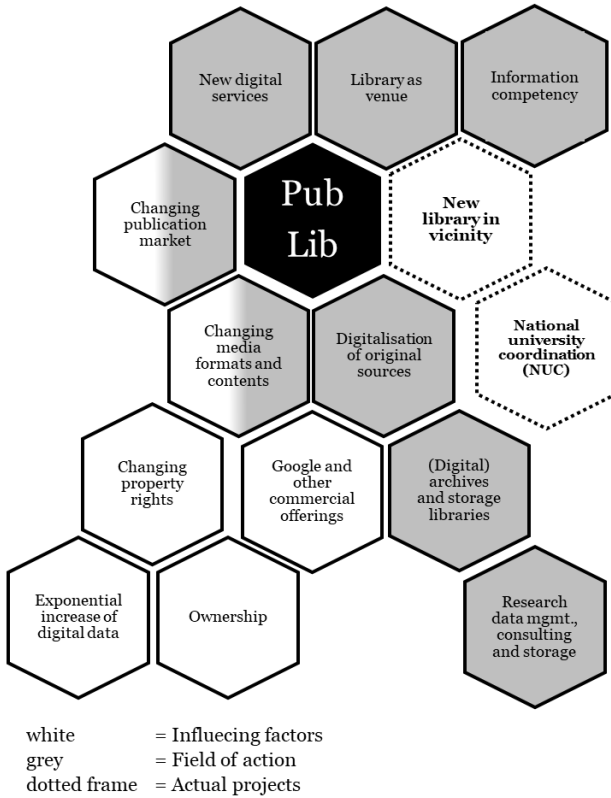 New digital
services
Library as
venue
Information
competency
Changing
publication
market
Pub
Lib
New
library in
vicinity
Changing
media
formats and
contents
Digitalisation
of original
sources
National
university
coordination
(NUC)
Changing
property
rights
Google and
other
commercial
offerings
(Digital)
archives
and storage
libraries
Exponential
increase of
digital data
Ownership
Research
data mgmt.,
consulting
and storage
white = Influecing factors
grey = Field of action
dotted frame = Actual projects